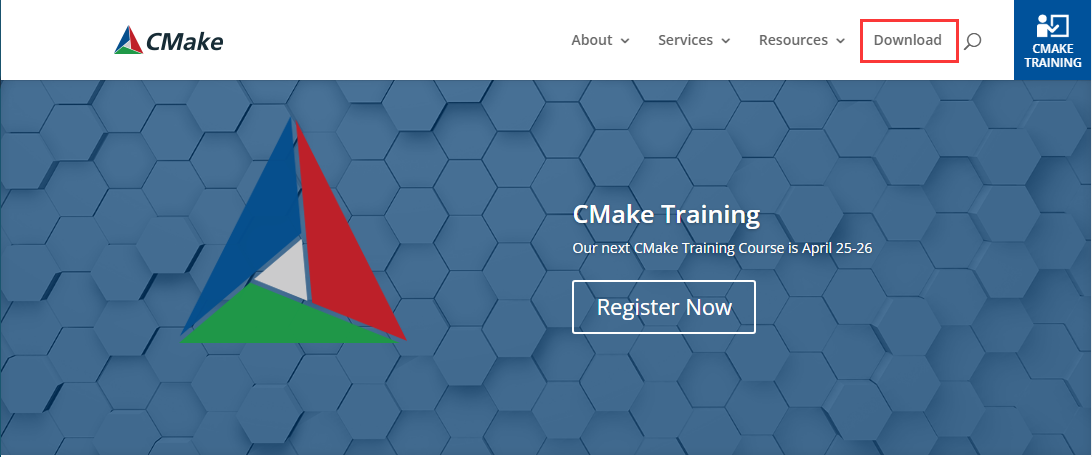 CMake
About
Services
Resources
Download
CMAKE
TRAINING
CMake Training
Our next CMake Training Course is April 25-26
Register Now